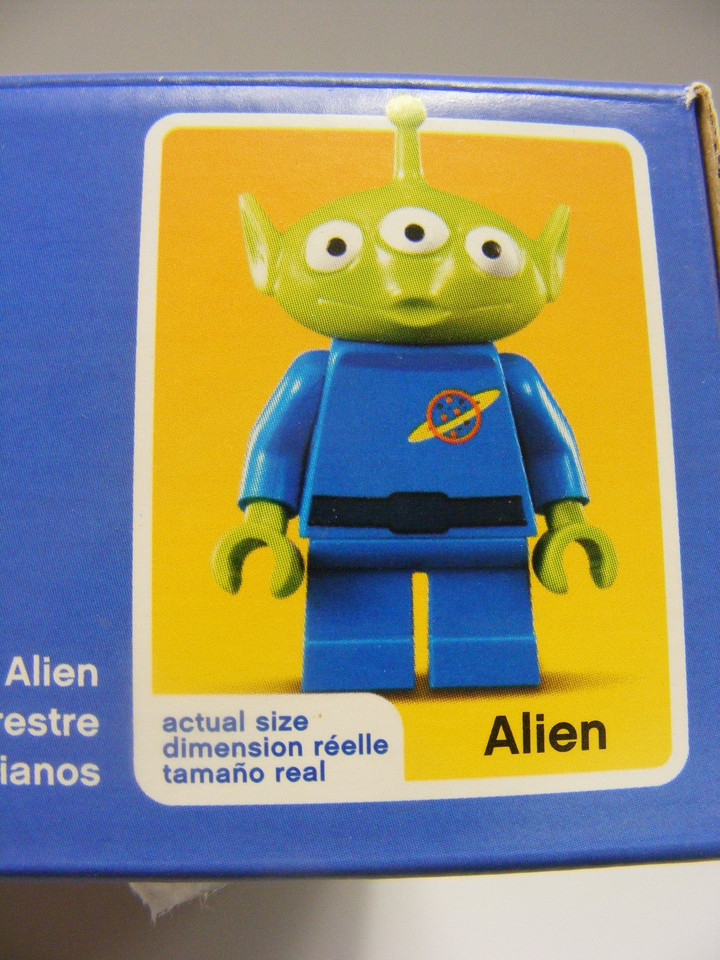 Alien
restre
ianos
actual size
dimension réelle
tamaño real
Alien